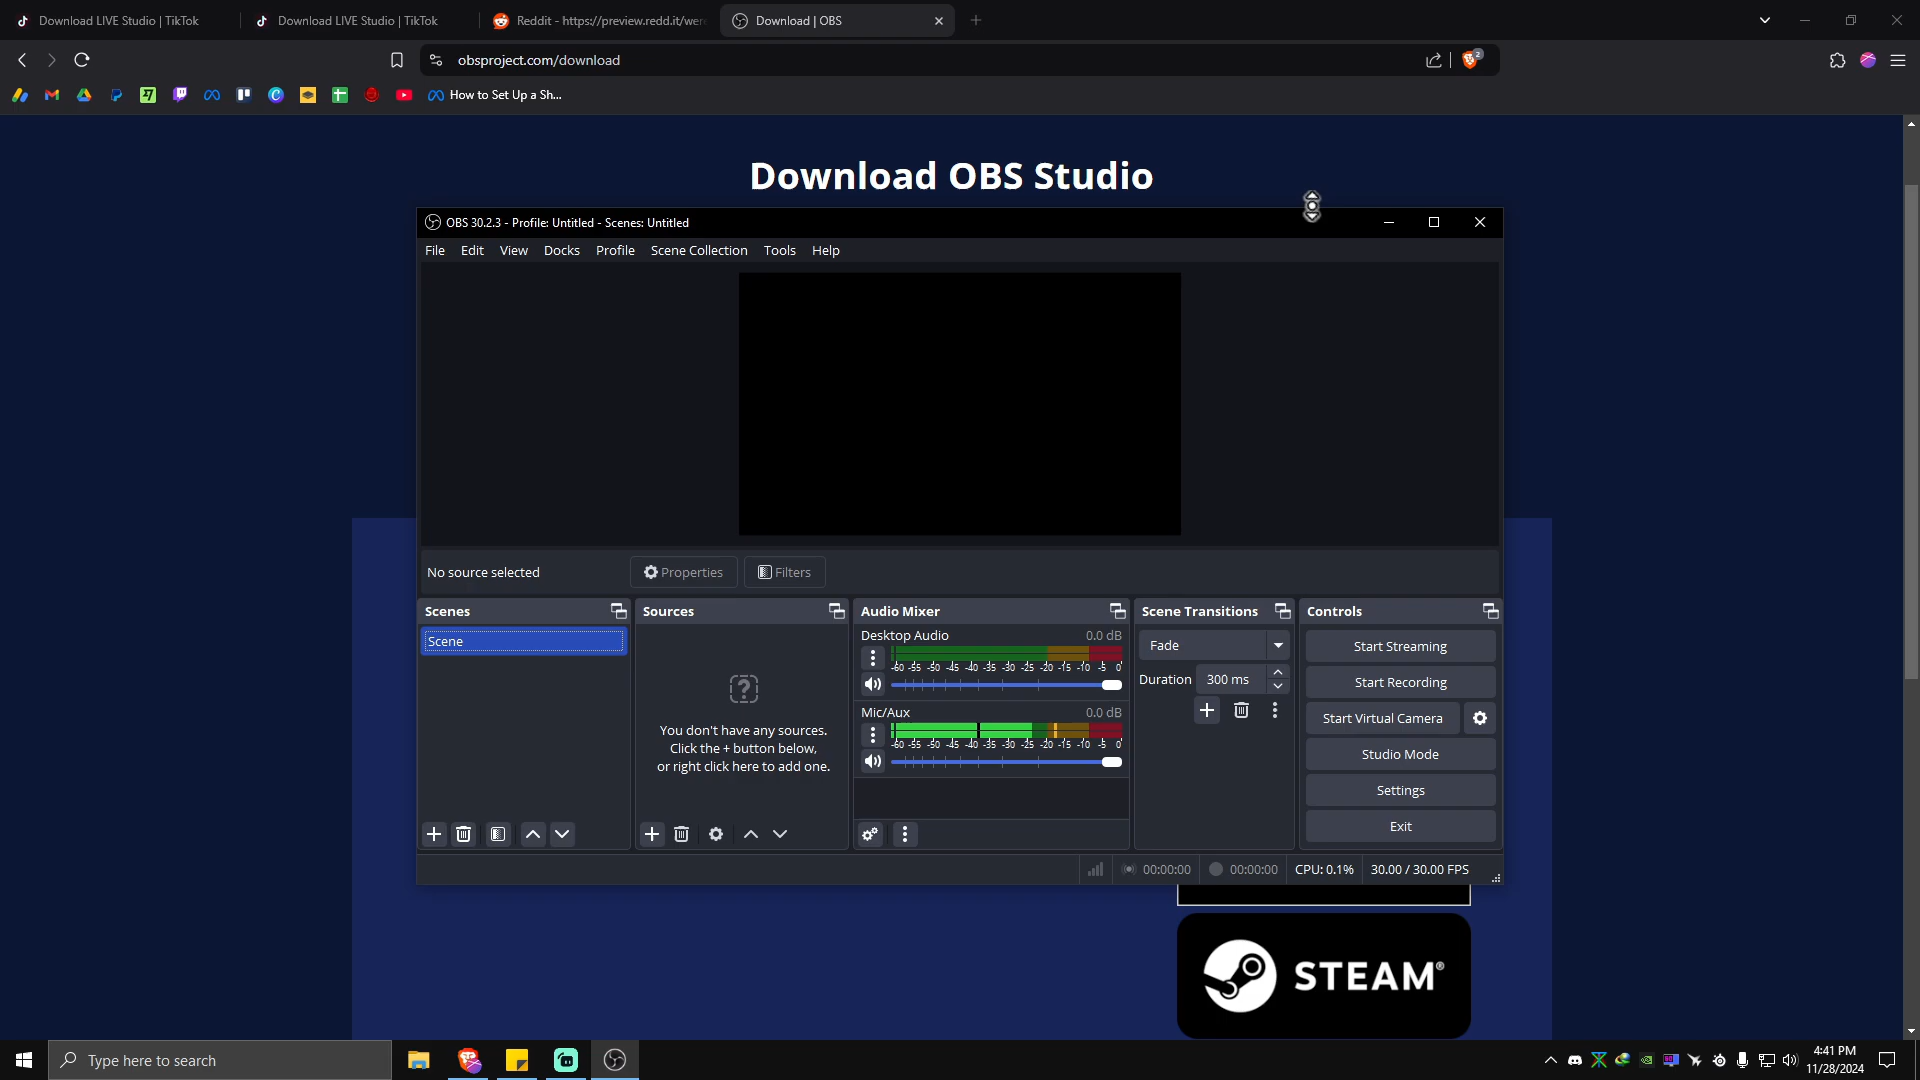 Download LIVE Studio | TikTok
Download LIVE Studio | TikTok
Reddit - https://preview.redd.it/were
Download | OBS
obsproject.com/download
2
How to Set Up a Sh...
Download OBS Studio
OBS 30.2.3 - Profile: Untitled - Scenes: Untitled
File Edit View Docks Profile Scene Collection Tools Help
No source selected
Properties
Filters
Scenes
Scene
Sources
You don't have any sources.
Click the + button below,
or right click here to add one.
Audio Mixer
Desktop Audio 0.0 dB
-60 -55 -50 -45 -40 -35 -30 -25 -20 -15 -10 -5 0
Mic/Aux 0.0 dB
-60 -55 -50 -45 -40 -35 -30 -25 -20 -15 -10 -5 0
Scene Transitions
Fade
Duration 300 ms
Controls
Start Streaming
Start Recording
Start Virtual Camera
Studio Mode
Settings
Exit
00:00:00 00:00:00 CPU: 0.1% 30.00 / 30.00 FPS
STEAM®
Type here to search
4:41 PM
11/28/2024